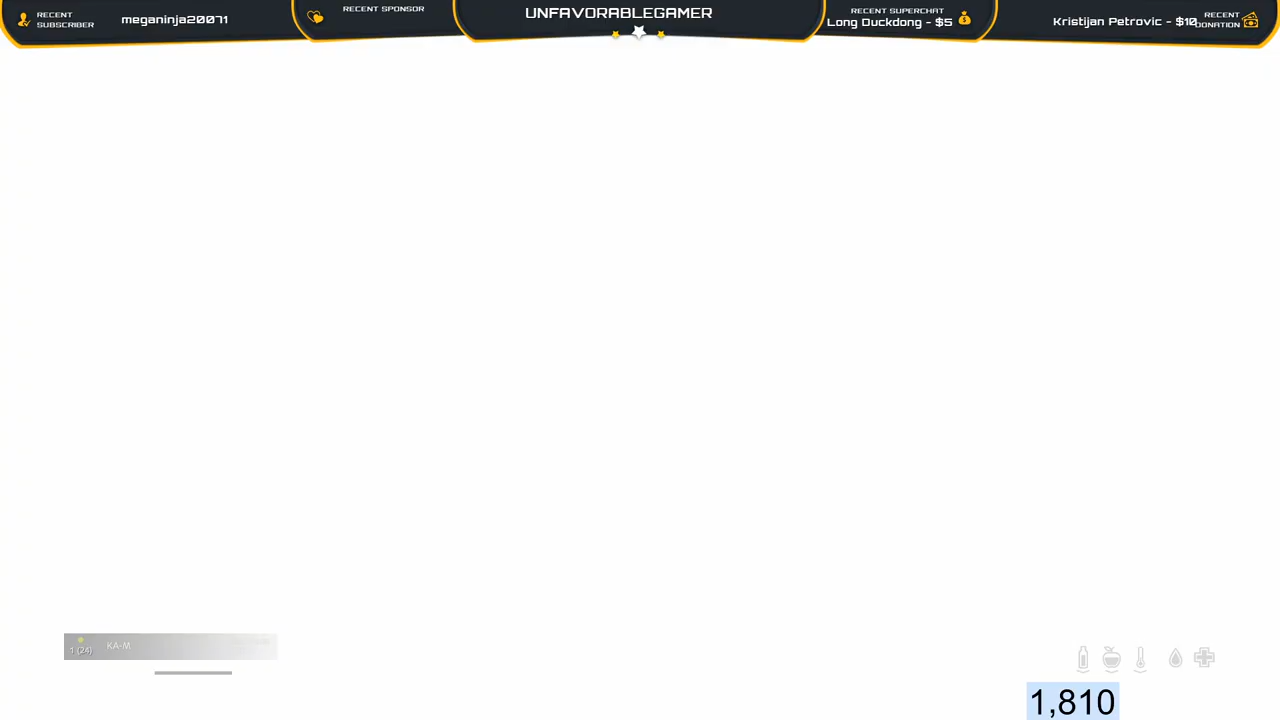 RECENT
SUBSCRIBER
meganinja20071
RECENT SPONSOR
UNFAVORABLEGAMER
RECENT SUPERCHAT
Long Duckdong - $5
Kristijan Petrovic - $10
RECENT
DONATION
1 (24)
KA-M
1,810